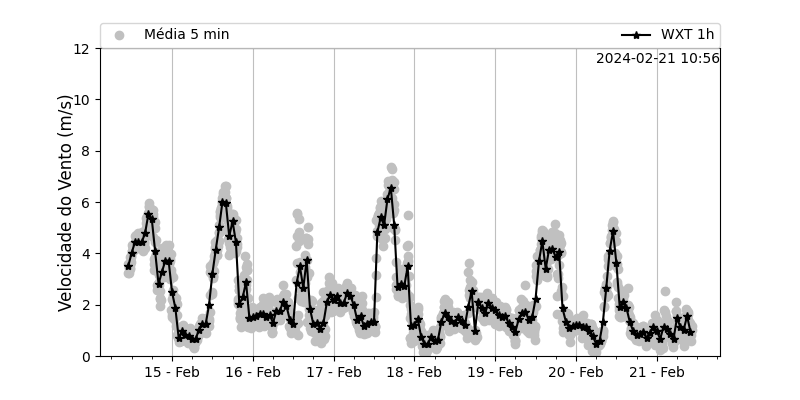 Média 5 min
WXT 1h
2024-02-21 10:56
Velocidade do Vento (m/s)
12
10
8
6
4
2
0
15 - Feb
16 - Feb
17 - Feb
18 - Feb
19 - Feb
20 - Feb
21 - Feb